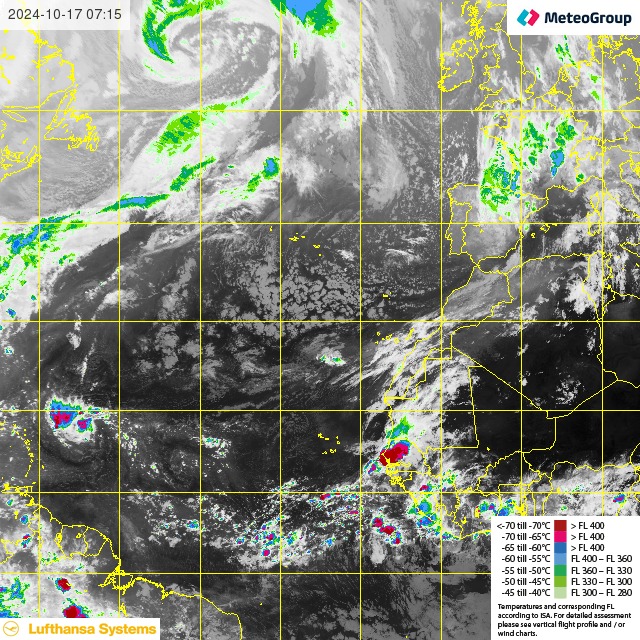 2024-10-17 07:15
MeteoGroup
<-70 till -70°C > FL 400
-70 till -65°C > FL 400
-65 till -60°C > FL 400
-60 till -55°C FL 400 – FL 360
-55 till -50°C FL 360 – FL 330
-50 till -45°C FL 330 – FL 300
-45 till -40°C FL 300 – FL 280
Temperatures and corresponding FL
according to ISA. For detailed assessment
please see vertical flight profile and / or
wind charts.
Lufthansa Systems